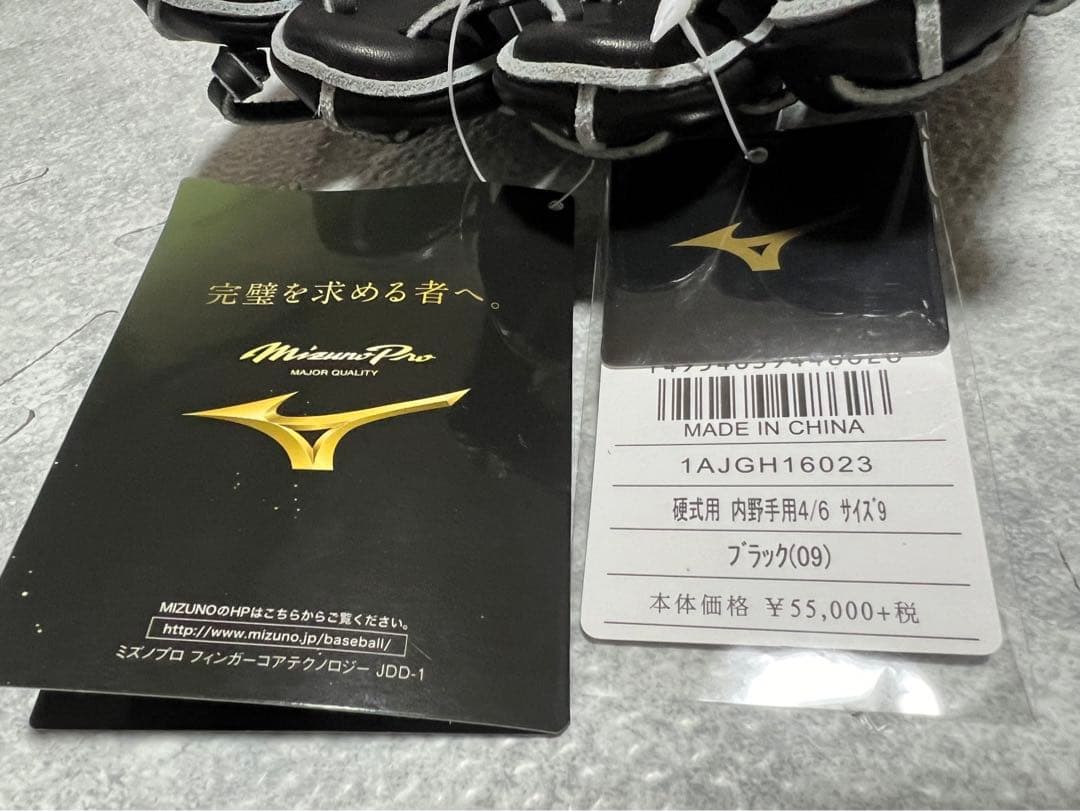 完璧を求める者へ。
Mizuno Pro
MAJOR QUALITY
MIZUNOのHPはこちらからご覧ください。
http://www.mizuno.jp/baseball/
ミズノプロ フィンガーコアテクノロジー JDD-1
MADE IN CHINA
1AJGH16023
硬式用 内野手用4/6 サイズ9
ブラック(09)
本体価格 ¥55,000+税